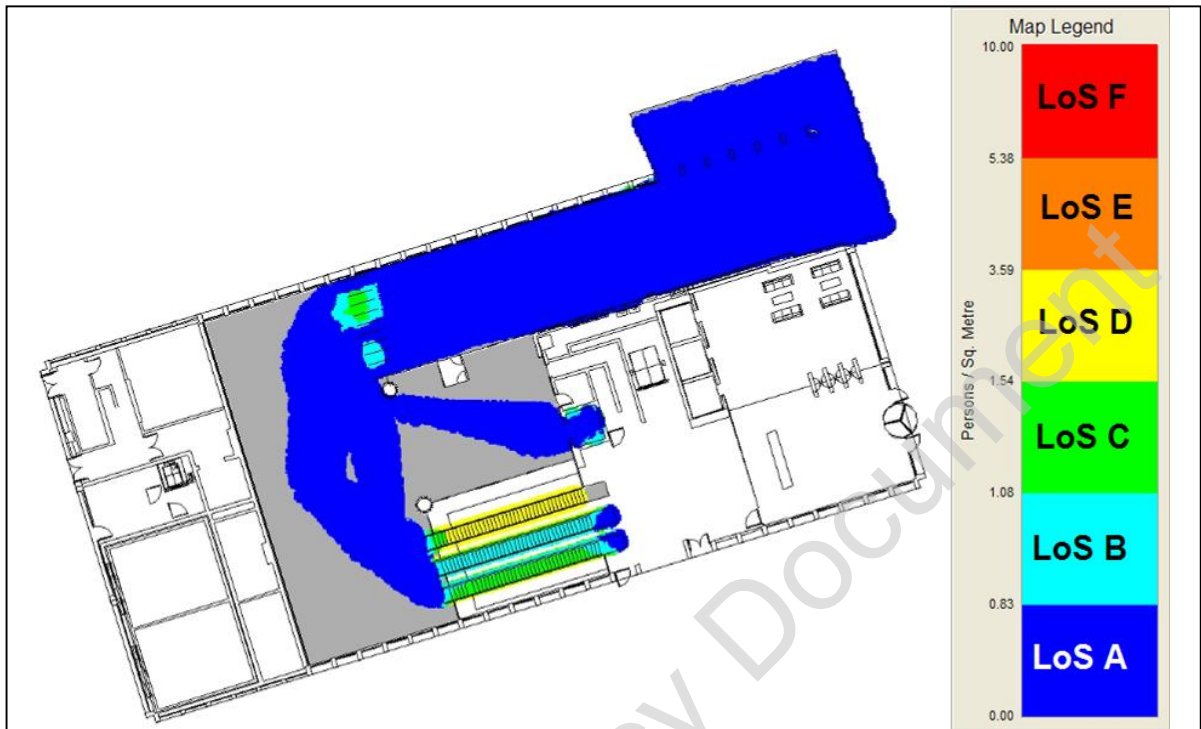 Map Legend
10.00
LoS F
5.38
LoS E
3.59
LoS D
1.54
LoS C
1.08
LoS B
0.83
LoS A
0.00
Persons / Sq. Metre
Document